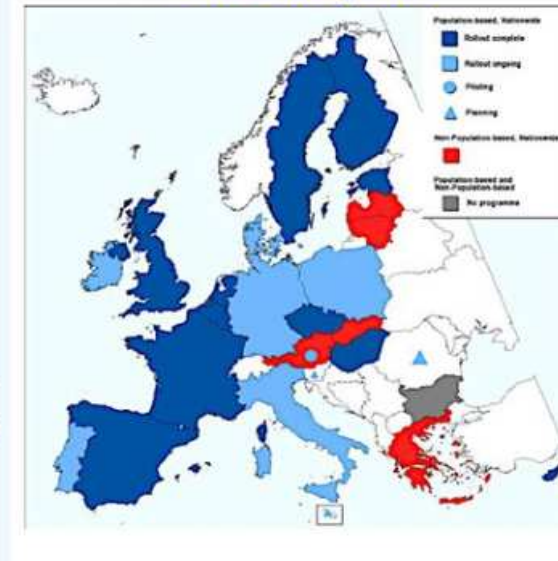 Population-based, Nationwide
Rollout complete
Rollout ongoing
Piloting
Planning
Non-Population-based, Nationwide
Population-based and
Non-Population-based
No programme